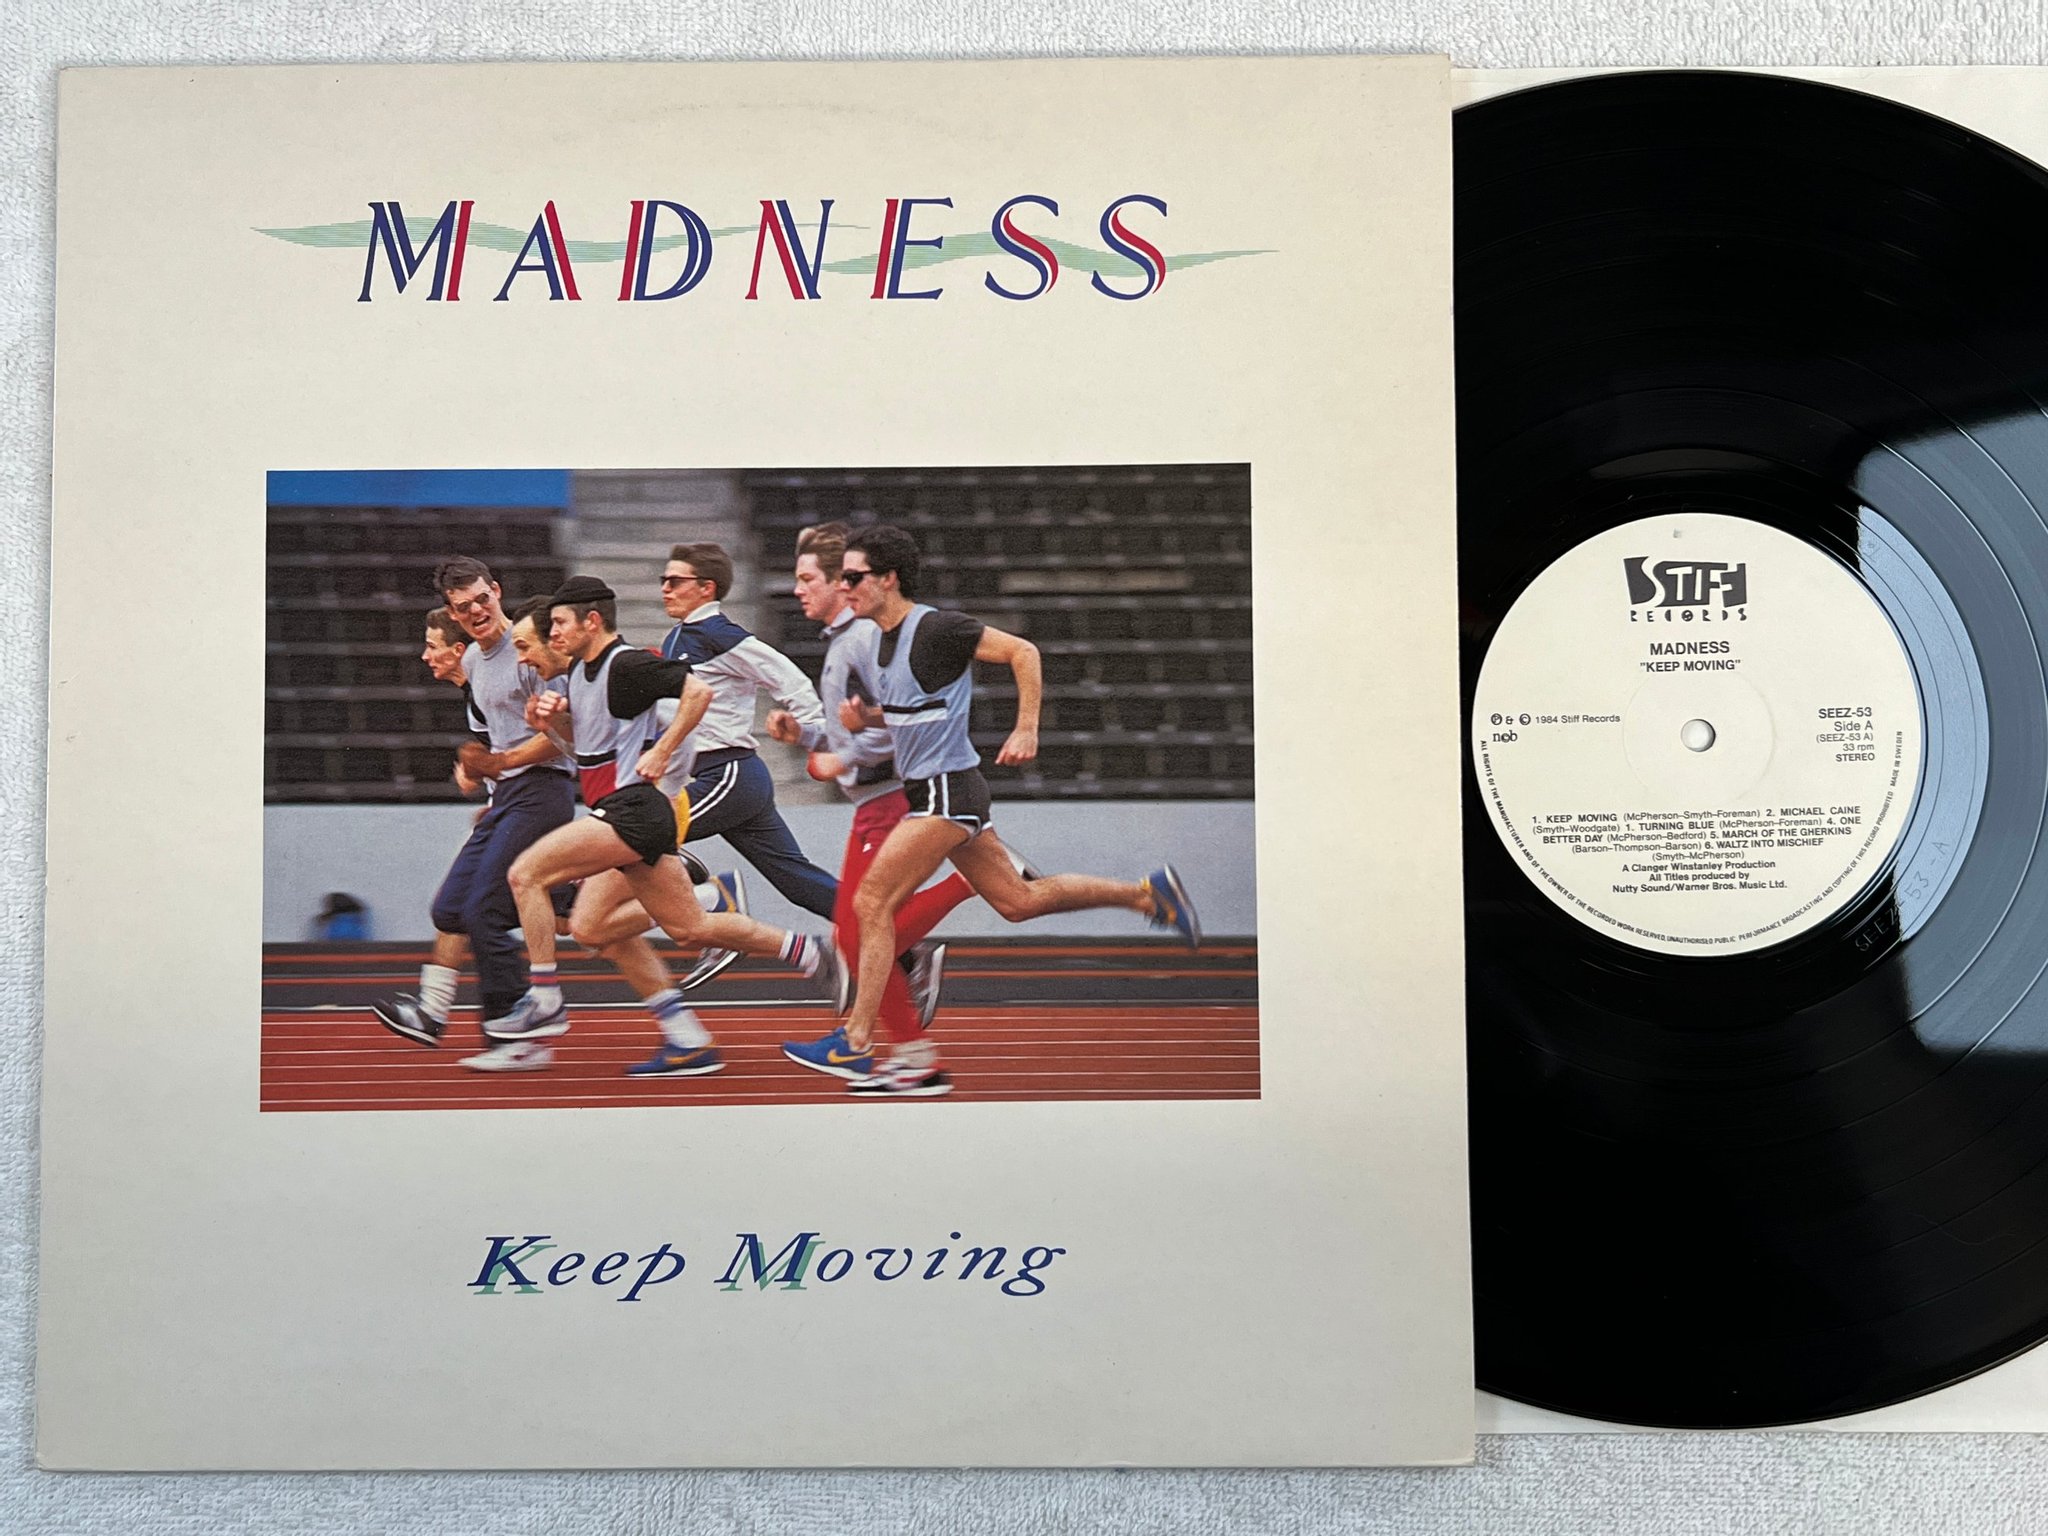 MADNESS
Keep Moving
STIFF
RECORDS
MADNESS
"KEEP MOVING"
Ⓟ & © 1984 Stiff Records
ncb
SEEZ-53
Side A
(SEEZ-53 A)
33 rpm
STEREO
1. KEEP MOVING (McPherson–Smyth–Foreman) 2. MICHAEL CAINE
(Smyth–Woodgate) 1. TURNING BLUE (McPherson–Foreman) 4. ONE
BETTER DAY (McPherson–Bedford) 5. MARCH OF THE GHERKINS
(Barson–Thompson–Barson) 6. WALTZ INTO MISCHIEF
(Smyth–McPherson)
A Clanger Winstanley Production
All Titles produced by
Nutty Sound/Warner Bros. Music Ltd.
ALL RIGHTS OF THE MANUFACTURER AND OF THE OWNER OF THE RECORDED WORK RESERVED, UNAUTHORISED PUBLIC PERFORMANCE BROADCASTING AND COPYING OF THIS RECORD PROHIBITED MADE IN SWEDEN
SEEZ-53-A